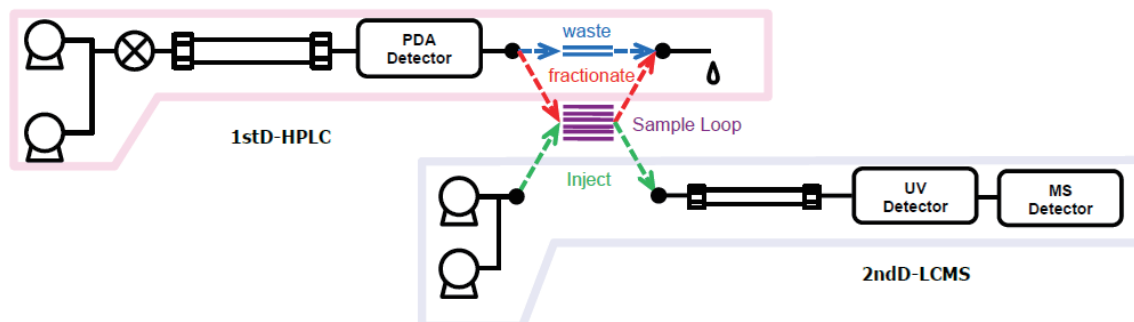 waste
PDA
Detector
fractionate
1stD-HPLC
Sample Loop
Inject
UV
Detector
MS
Detector
2ndD-LCMS